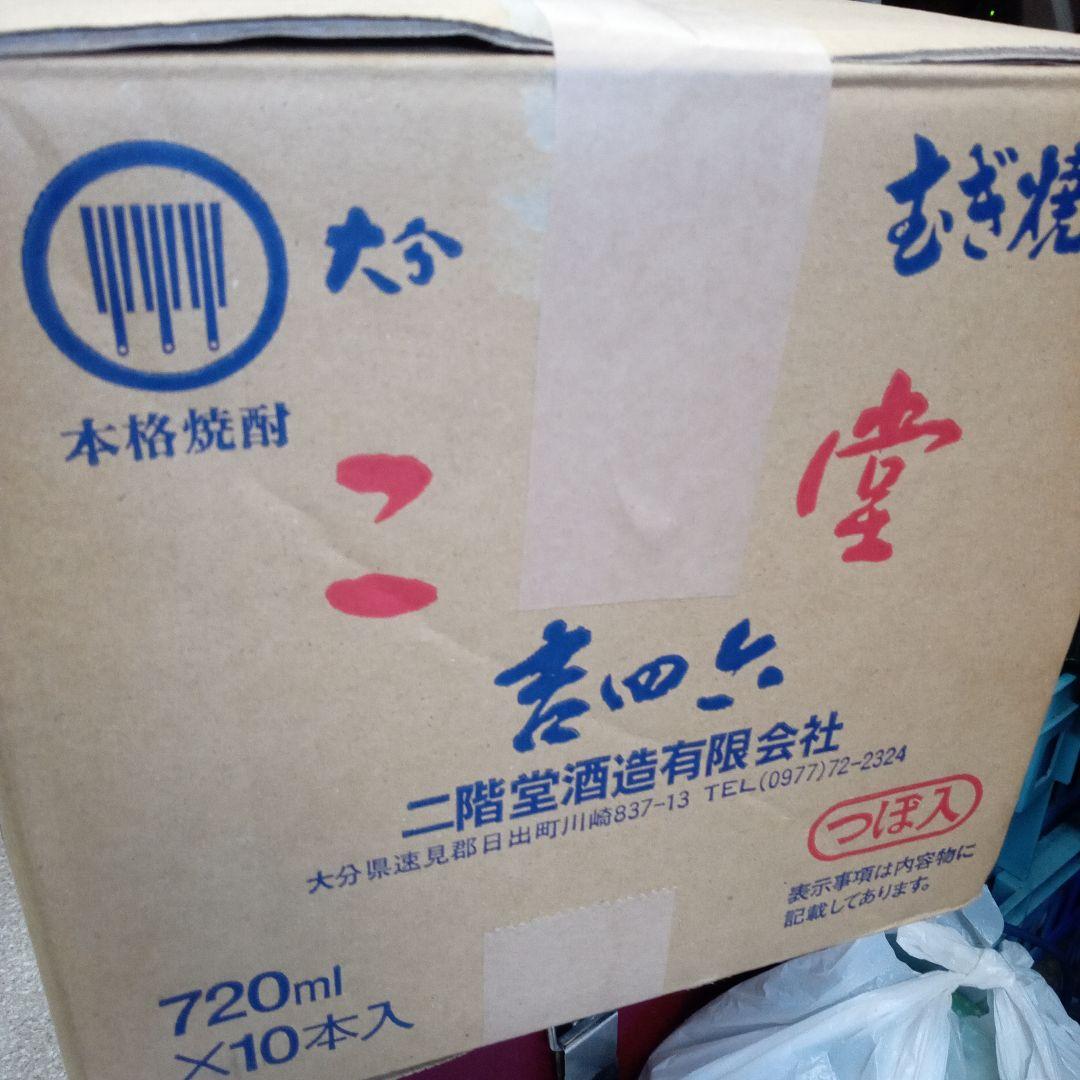 大分
むぎ焼
本格焼酎
二 堂
吉四六
二階堂酒造有限会社
大分県速見郡日出町川崎837-13 TEL(0977)72-2324
つぼ入
表示事項は内容物に
記載してあります。
720ml
×10本入